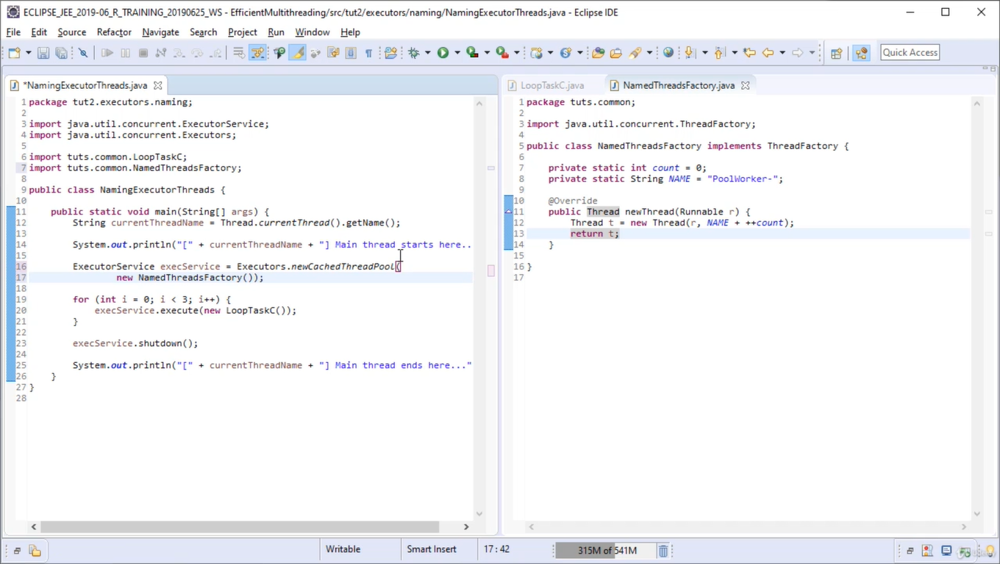 ECLIPSE_JEE_2019-06_R_TRAINING_20190625_WS - EfficientMultithreading/src/tut2/executors/naming/NamingExecutorThreads.java - Eclipse IDE
File Edit Source Refactor Navigate Search Project Run Window Help
Quick Access
*NamingExecutorThreads.java
1 package tut2.executors.naming;
2
3 import java.util.concurrent.ExecutorService;
4 import java.util.concurrent.Executors;
5
6 import tuts.common.LoopTaskC;
7 import tuts.common.NamedThreadsFactory;
8
9 public class NamingExecutorThreads {
10
11 public static void main(String[] args) {
12 String currentThreadName = Thread.currentThread().getName();
13
14 System.out.println("[" + currentThreadName + "] Main thread starts here..
15
16 ExecutorService execService = Executors.newCachedThreadPool(
17 new NamedThreadsFactory());
18
19 for (int i = 0; i < 3; i++) {
20 execService.execute(new LoopTaskC());
21 }
22
23 execService.shutdown();
24
25 System.out.println("[" + currentThreadName + "] Main thread ends here..."
26 }
27 }
28
LoopTaskC.java NamedThreadsFactory.java
1 package tuts.common;
2
3 import java.util.concurrent.ThreadFactory;
4
5 public class NamedThreadsFactory implements ThreadFactory {
6
7 private static int count = 0;
8 private static String NAME = "PoolWorker-";
9
10 @Override
11 public Thread newThread(Runnable r) {
12 Thread t = new Thread(r, NAME + ++count);
13 return t;
14 }
15
16 }
17
Writable Smart Insert 17 : 42 315M of 541M